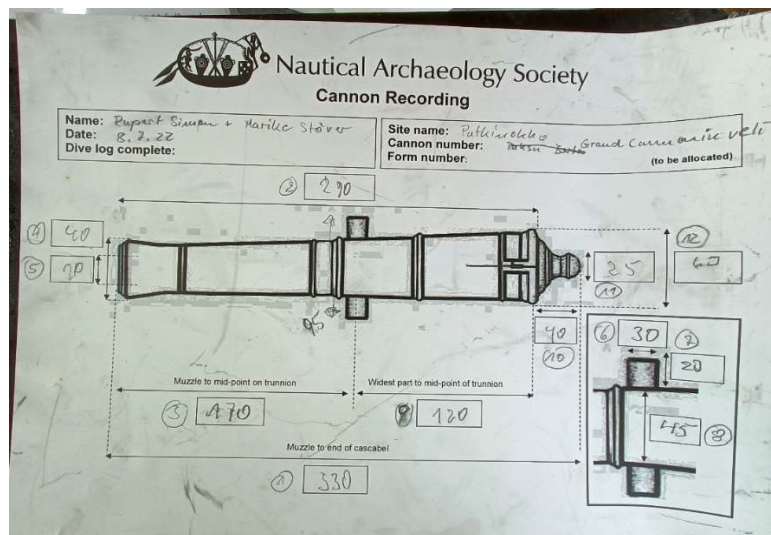 Nautical Archaeology Society
Cannon Recording
Name: Rupert Simon + Marike Stöver
Date: 8.7.22
Dive log complete:
Site name:
Cannon number: Grand Cannonik veli
Form number: (to be allocated)
2 290
4 40
5 20
12 60
25
11
95
40
10
6 30 7
20
45 8
Muzzle to mid-point on trunnion
Widest part to mid-point of trunnion
3 170
9 120
Muzzle to end of cascabel
1 330